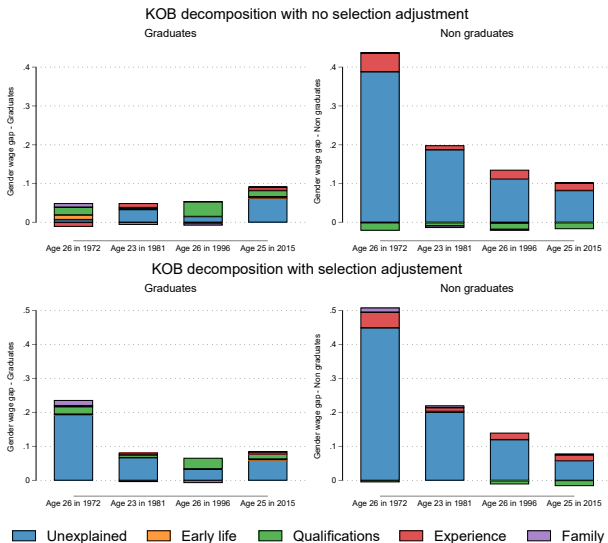 KOB decomposition with no selection adjustment
Graduates
Non graduates
Gender wage gap - Graduates
.4
.3
.2
.1
0
Age 26 in 1972 Age 23 in 1981 Age 26 in 1996 Age 25 in 2015
Gender wage gap - Non graduates
.4
.3
.2
.1
0
Age 26 in 1972 Age 23 in 1981 Age 26 in 1996 Age 25 in 2015
KOB decomposition with selection adjustement
Graduates
Non graduates
Gender wage gap - Graduates
.5
.4
.3
.2
.1
0
Age 26 in 1972 Age 23 in 1981 Age 26 in 1996 Age 25 in 2015
Gender wage gap - Non graduates
.5
.4
.3
.2
.1
0
Age 26 in 1972 Age 23 in 1981 Age 26 in 1996 Age 25 in 2015
Unexplained Early life Qualifications Experience Family